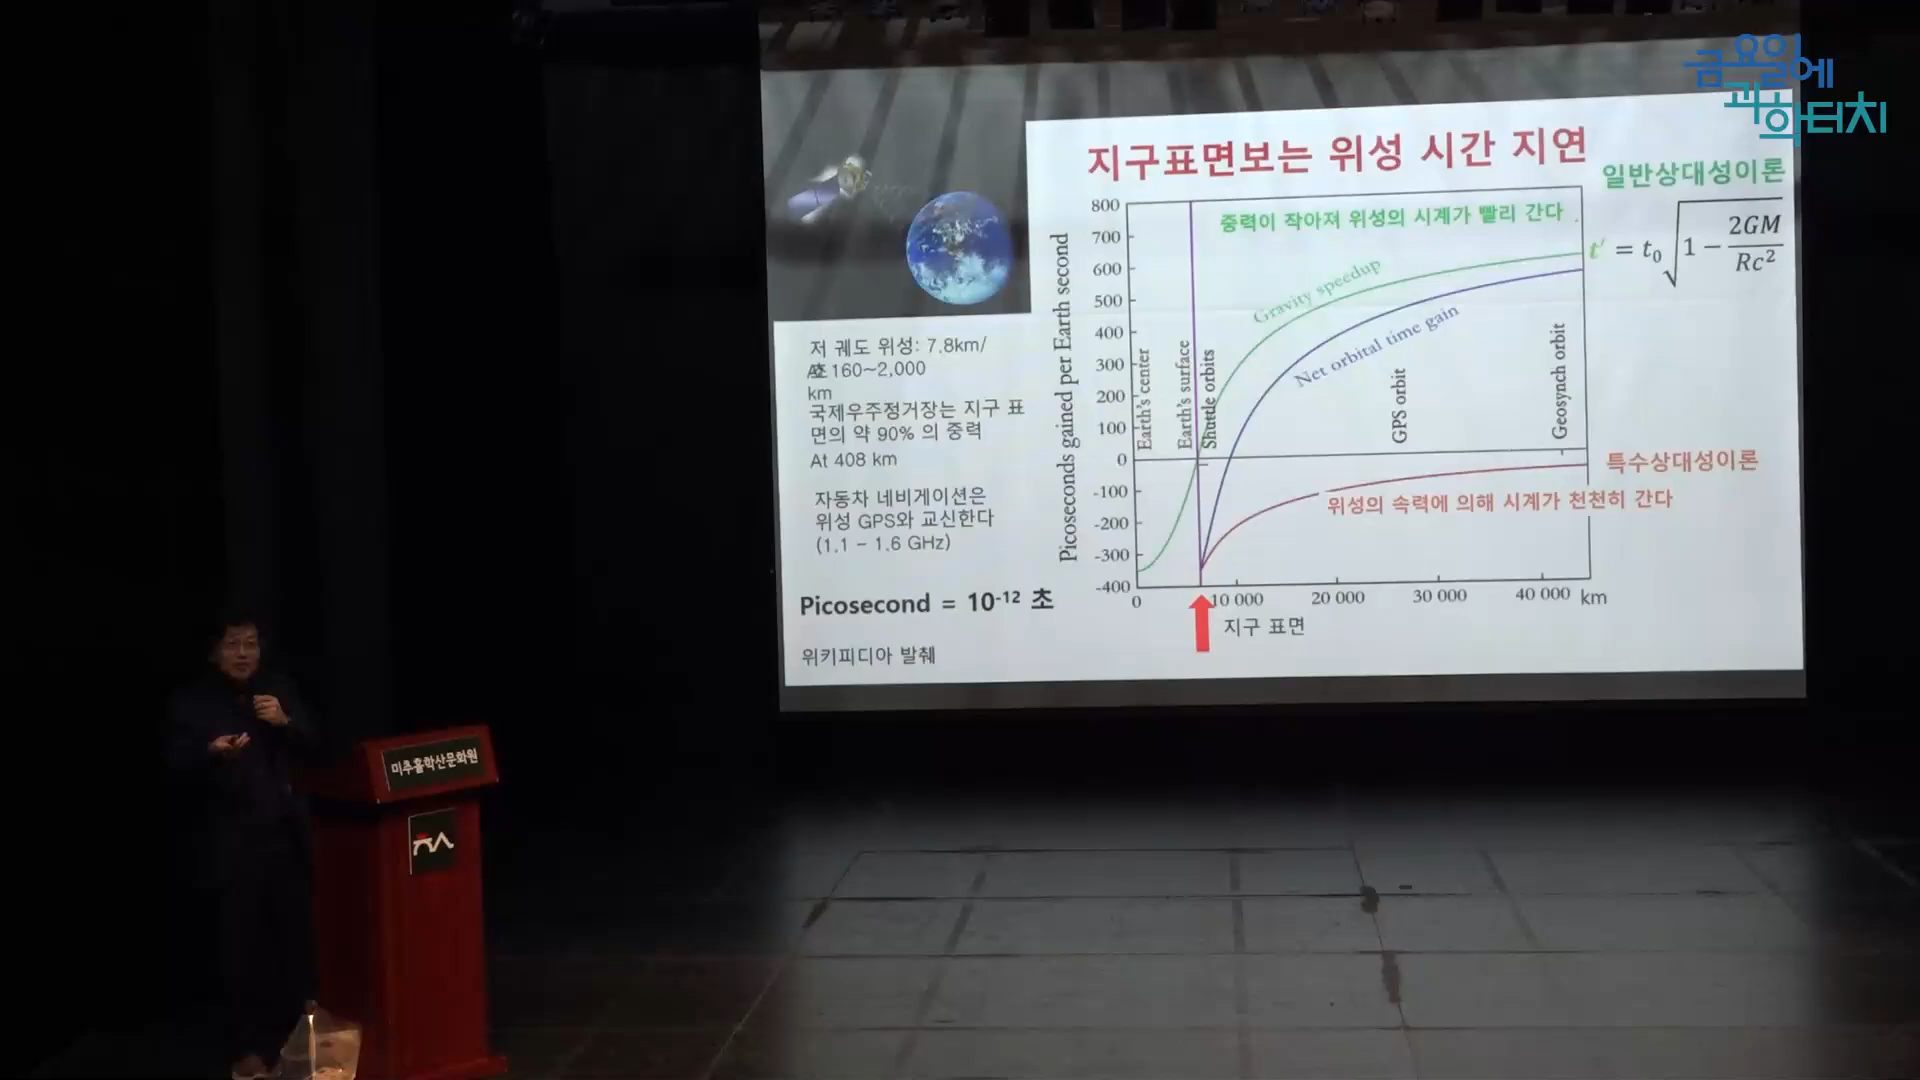 금요일에
과학터치
지구표면보는 위성 시간 지연
일반상대성이론
중력이 작아져 위성의 시계가 빨리 간다
t' = t₀ √(1 − 2GM / Rc²)
Picoseconds gained per Earth second
800
700
600
500
400
300
200
100
0
-100
-200
-300
-400
Gravity speedup
Net orbital time gain
Earth's center
Earth's surface
Shuttle orbits
GPS orbit
Geosynch orbit
특수상대성이론
위성의 속력에 의해 시계가 천천히 간다
0
10 000
20 000
30 000
40 000 km
지구 표면
저 궤도 위성: 7.8km/
초
At 160~2,000
km
국제우주정거장는 지구 표
면의 약 90% 의 중력
At 408 km
자동차 네비게이션은
위성 GPS와 교신한다
(1.1 – 1.6 GHz)
Picosecond = 10⁻¹² 초
위키피디아 발췌
미추홀학산문화원